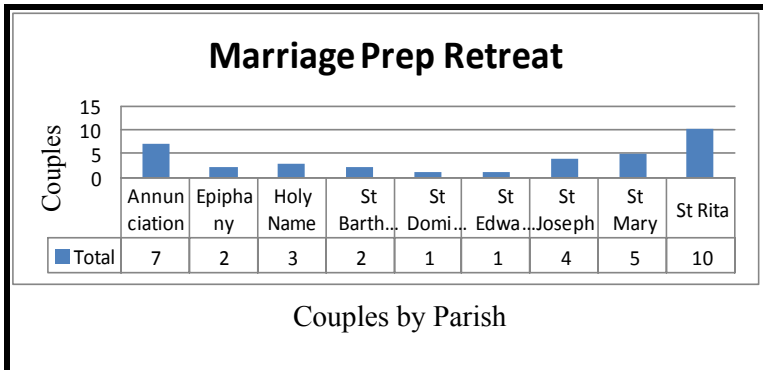 Marriage Prep Retreat
Couples
15
10
5
0
Annun Epipha Holy St St St St St St Rita
ciation ny Name Barth... Domi... Edwa... Joseph Mary
Total 7 2 3 2 1 1 4 5 10
Couples by Parish